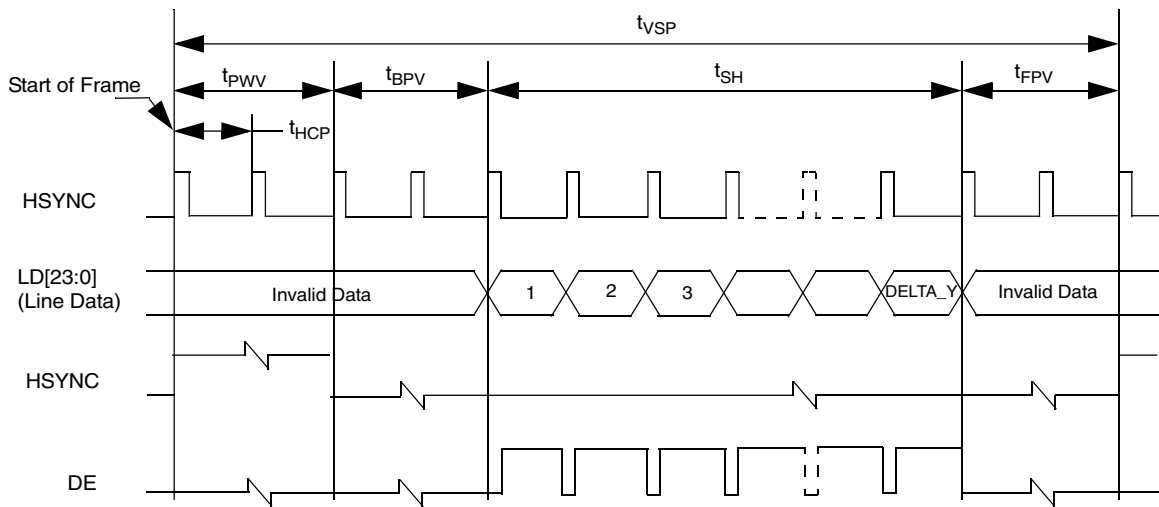 tVSP
tPWV tBPV tSH tFPV
Start of Frame
tHCP
HSYNC
LD[23:0]
(Line Data)
Invalid Data 1 2 3 DELTA_Y Invalid Data
HSYNC
DE